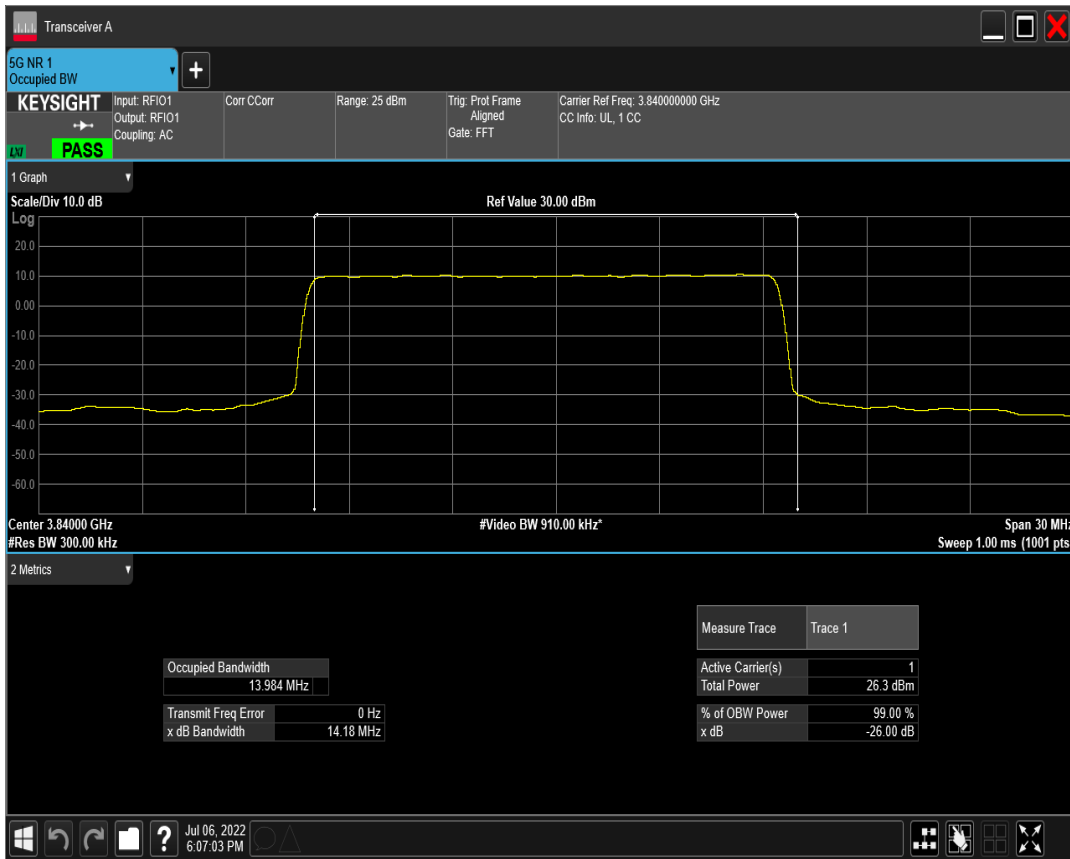 Transceiver A
5G NR 1
Occupied BW
KEYSIGHT
LXI
PASS
Input: RFIO1
Output: RFIO1
Coupling: AC
Corr CCorr
Range: 25 dBm
Trig: Prot Frame
Aligned
Gate: FFT
Carrier Ref Freq: 3.840000000 GHz
CC Info: UL, 1 CC
1 Graph
Scale/Div 10.0 dB
Ref Value 30.00 dBm
Log
20.0
10.0
0.00
-10.0
-20.0
-30.0
-40.0
-50.0
-60.0
Center 3.84000 GHz
#Video BW 910.00 kHz*
Span 30 MHz
#Res BW 300.00 kHz
Sweep 1.00 ms (1001 pts
2 Metrics
Measure Trace Trace 1
Occupied Bandwidth
13.984 MHz
Active Carrier(s) 1
Total Power 26.3 dBm
Transmit Freq Error 0 Hz
x dB Bandwidth 14.18 MHz
% of OBW Power 99.00 %
x dB -26.00 dB
?
Jul 06, 2022
6:07:03 PM